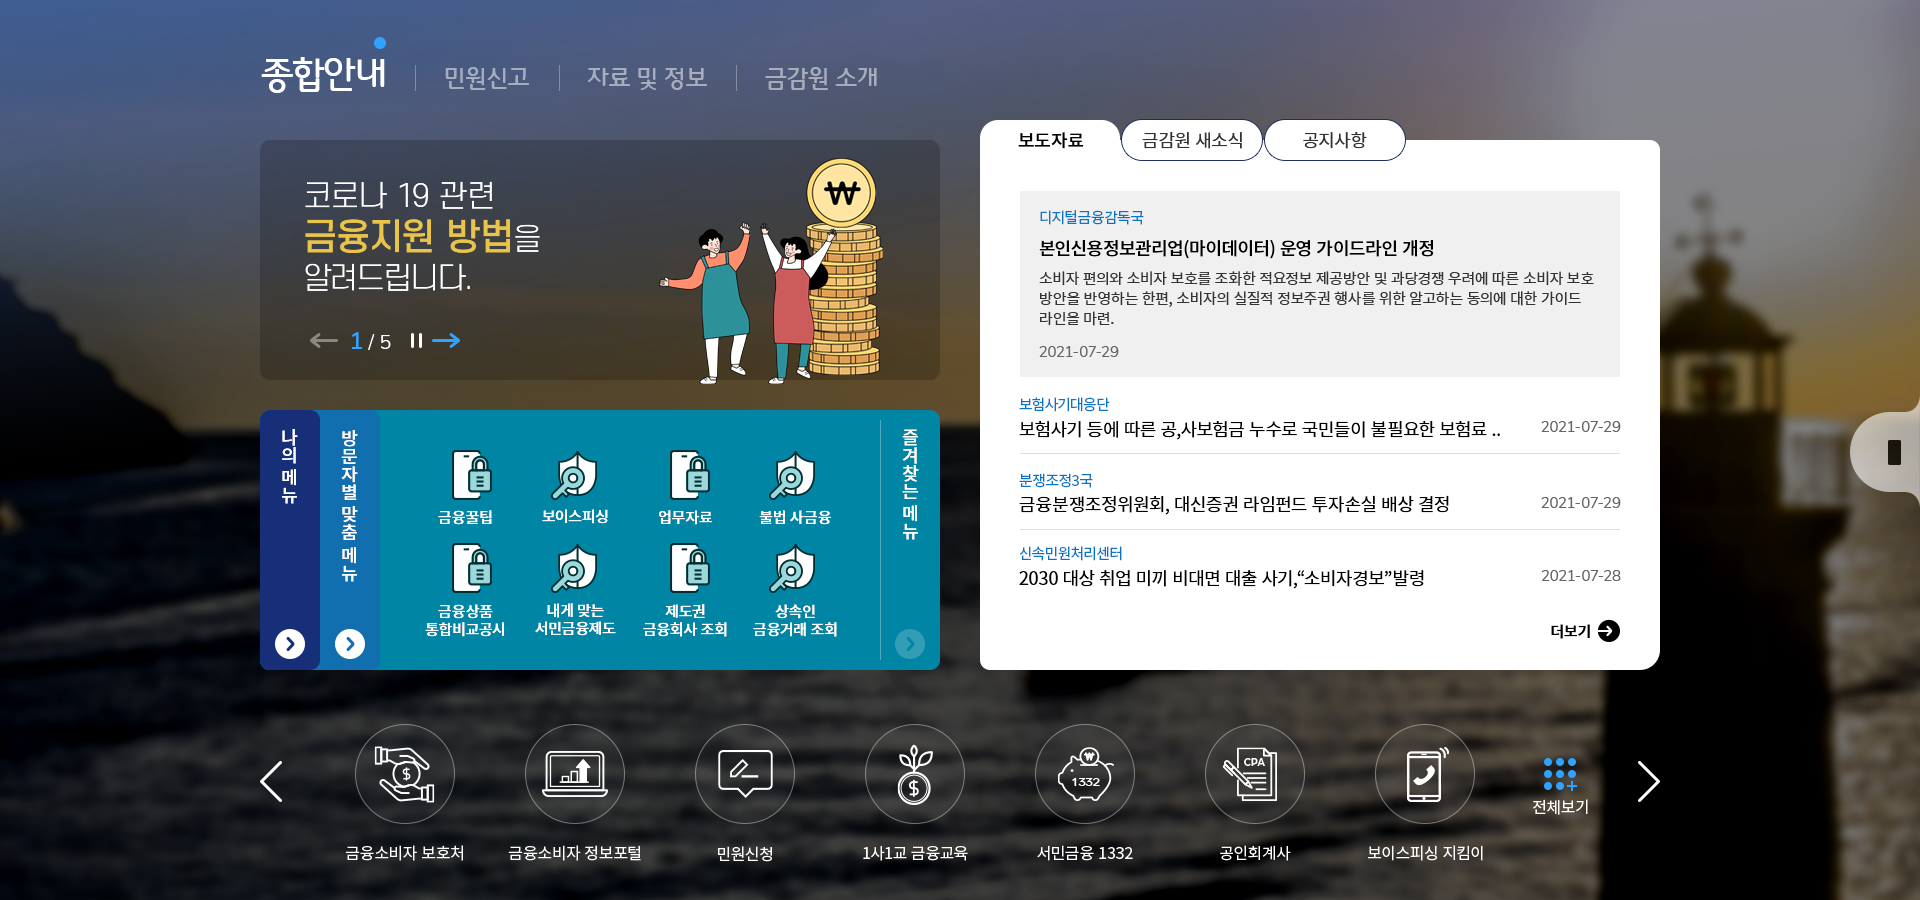 종합안내
민원신고
자료 및 정보
금감원 소개
코로나 19 관련
금융지원 방법을
알려드립니다.
1 / 5
나의 메뉴
방문자별 맞춤 메뉴
금융꿀팁
보이스피싱
업무자료
불법 사금융
금융상품
통합비교공시
내게 맞는
서민금융제도
제도권
금융회사 조회
상속인
금융거래 조회
즐겨찾는 메뉴
보도자료
금감원 새소식
공지사항
디지털금융감독국
본인신용정보관리업(마이데이터) 운영 가이드라인 개정
소비자 편의와 소비자 보호를 조화한 적요정보 제공방안 및 과당경쟁 우려에 따른 소비자 보호
방안을 반영하는 한편, 소비자의 실질적 정보주권 행사를 위한 알고하는 동의에 대한 가이드
라인을 마련.
2021-07-29
보험사기대응단
보험사기 등에 따른 공,사보험금 누수로 국민들이 불필요한 보험료 ..
2021-07-29
분쟁조정3국
금융분쟁조정위원회, 대신증권 라임펀드 투자손실 배상 결정
2021-07-29
신속민원처리센터
2030 대상 취업 미끼 비대면 대출 사기,“소비자경보”발령
2021-07-28
더보기
금융소비자 보호처
금융소비자 정보포털
민원신청
1사1교 금융교육
1332
서민금융 1332
CPA
공인회계사
보이스피싱 지킴이
전체보기